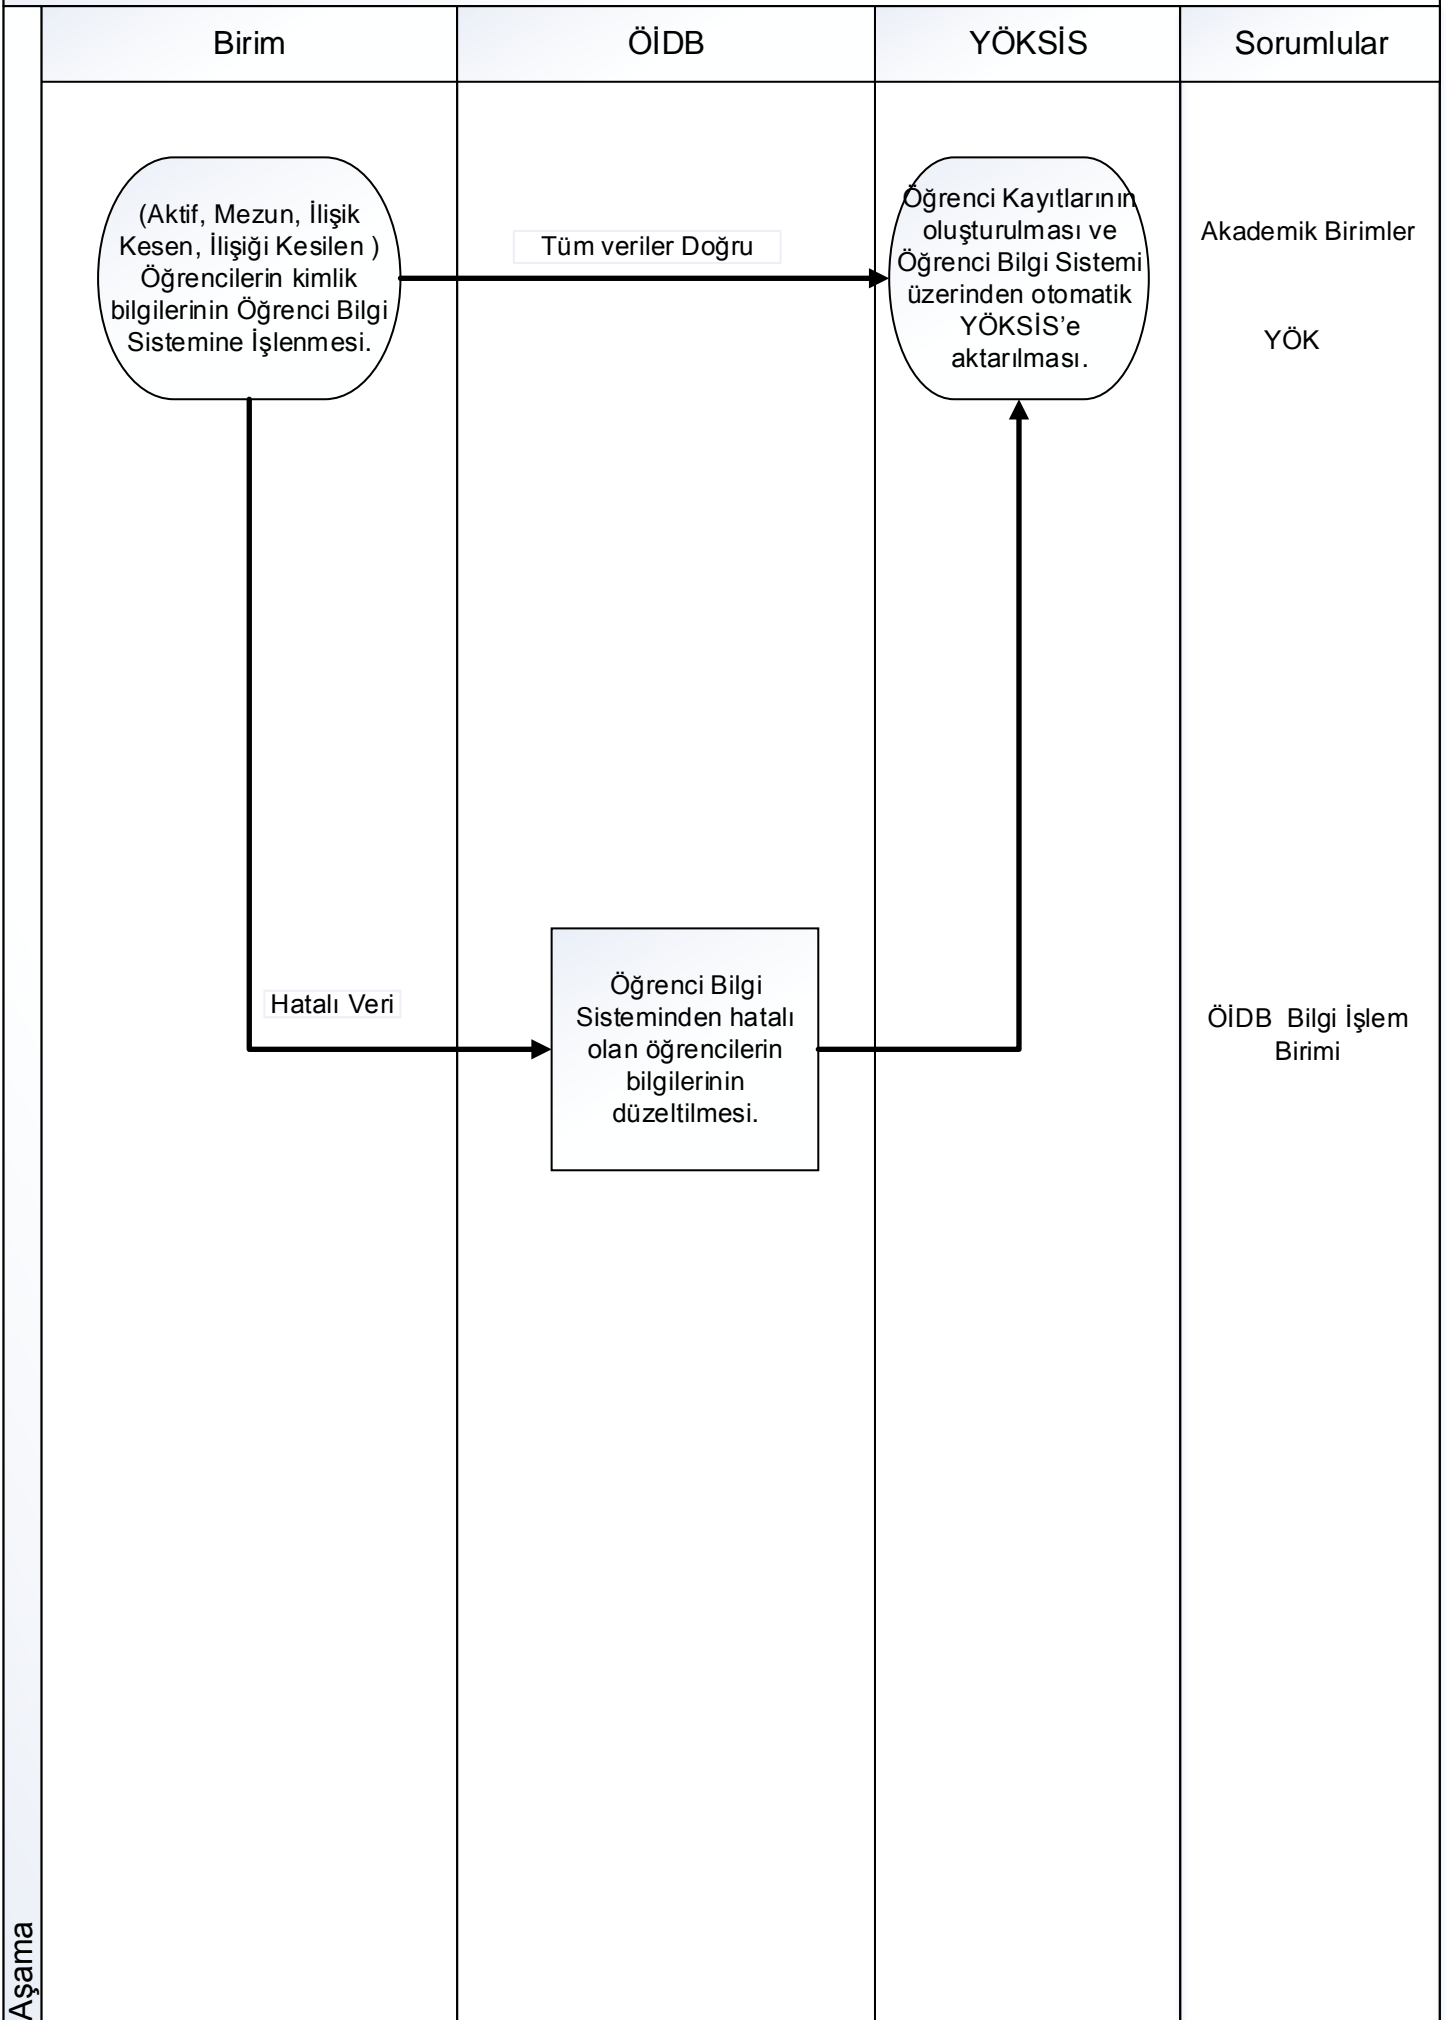 Birim
ÖİDB
YÖKSİS
Sorumlular
(Aktif, Mezun, İlişik
Kesen, İlişiği Kesilen )
Öğrencilerin kimlik
bilgilerinin Öğrenci Bilgi
Sistemine İşlenmesi.
Tüm veriler Doğru
Öğrenci Kayıtlarının
oluşturulması ve
Öğrenci Bilgi Sistemi
üzerinden otomatik
YÖKSİS’e
aktarılması.
Akademik Birimler
YÖK
Hatalı Veri
Öğrenci Bilgi
Sisteminden hatalı
olan öğrencilerin
bilgilerinin
düzeltilmesi.
ÖİDB  Bilgi İşlem
Birimi
Aşama